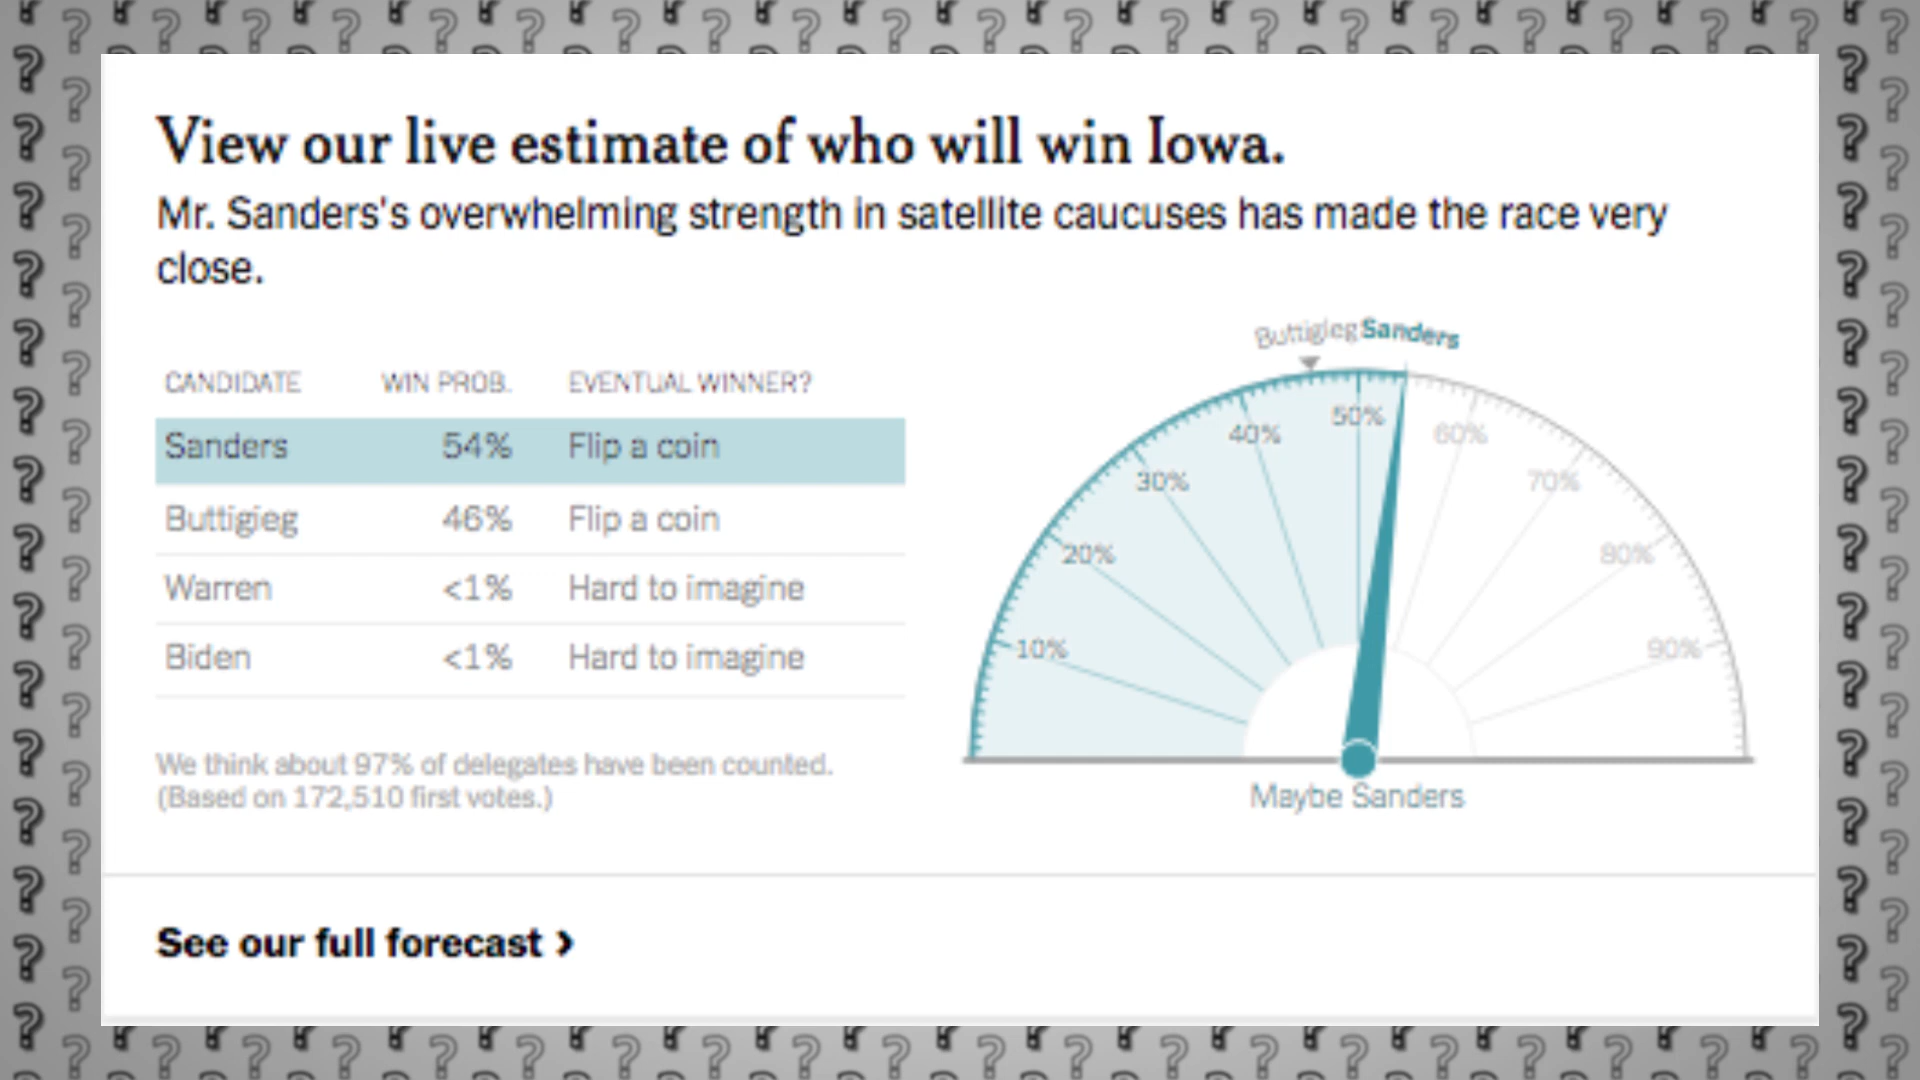 View our live estimate of who will win Iowa.
Mr. Sanders's overwhelming strength in satellite caucuses has made the race very
close.
CANDIDATE WIN PROB. EVENTUAL WINNER?
Sanders 54% Flip a coin
Buttigieg 46% Flip a coin
Warren <1% Hard to imagine
Biden <1% Hard to imagine
We think about 97% of delegates have been counted.
(Based on 172,510 first votes.)
Buttigieg Sanders
10% 20% 30% 40% 50% 60% 70% 80% 90%
Maybe Sanders
See our full forecast ›